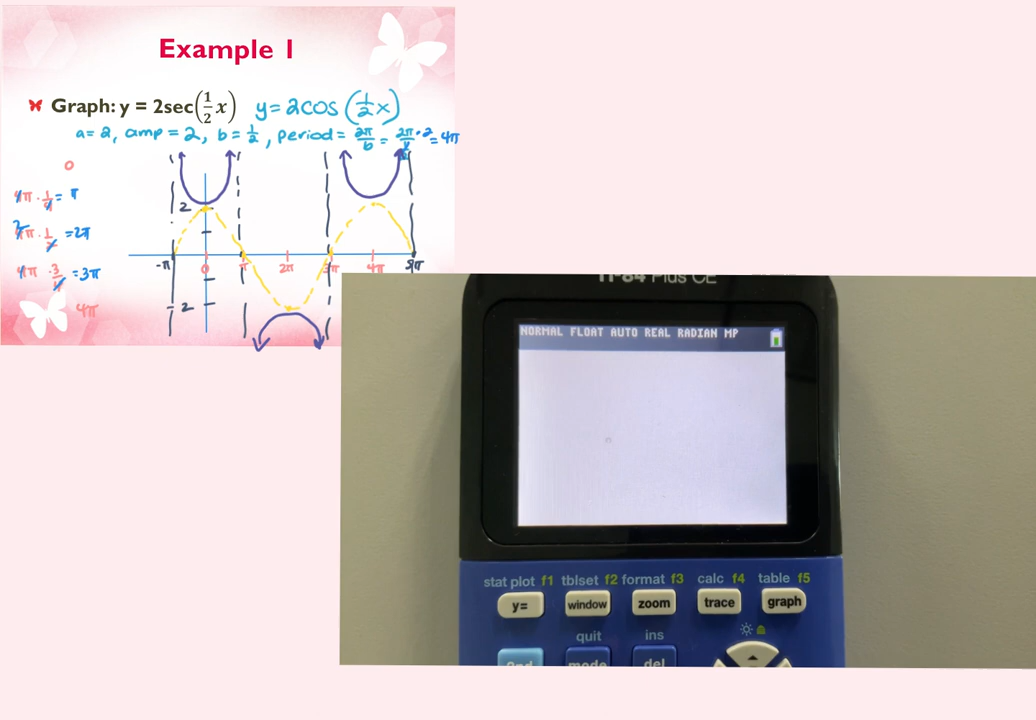 Example 1
Graph: y = 2sec(1/2 x) y = 2cos (1/2 x)
a = 2, amp = 2, b = 1/2, period = 2π/b = 2π/½ · 2 = 4π
0
4π · 1/4 = π
4π · 1/2 = 2π
4π · 3/4 = 3π
4π
2
-π 0 π 2π 3π 4π 5π
- 2
TI-84 Plus CE
NORMAL FLOAT AUTO REAL RADIAN MP
stat plot f1 tblset f2 format f3 calc f4 table f5
y= window zoom trace graph
quit ins
2nd mode del